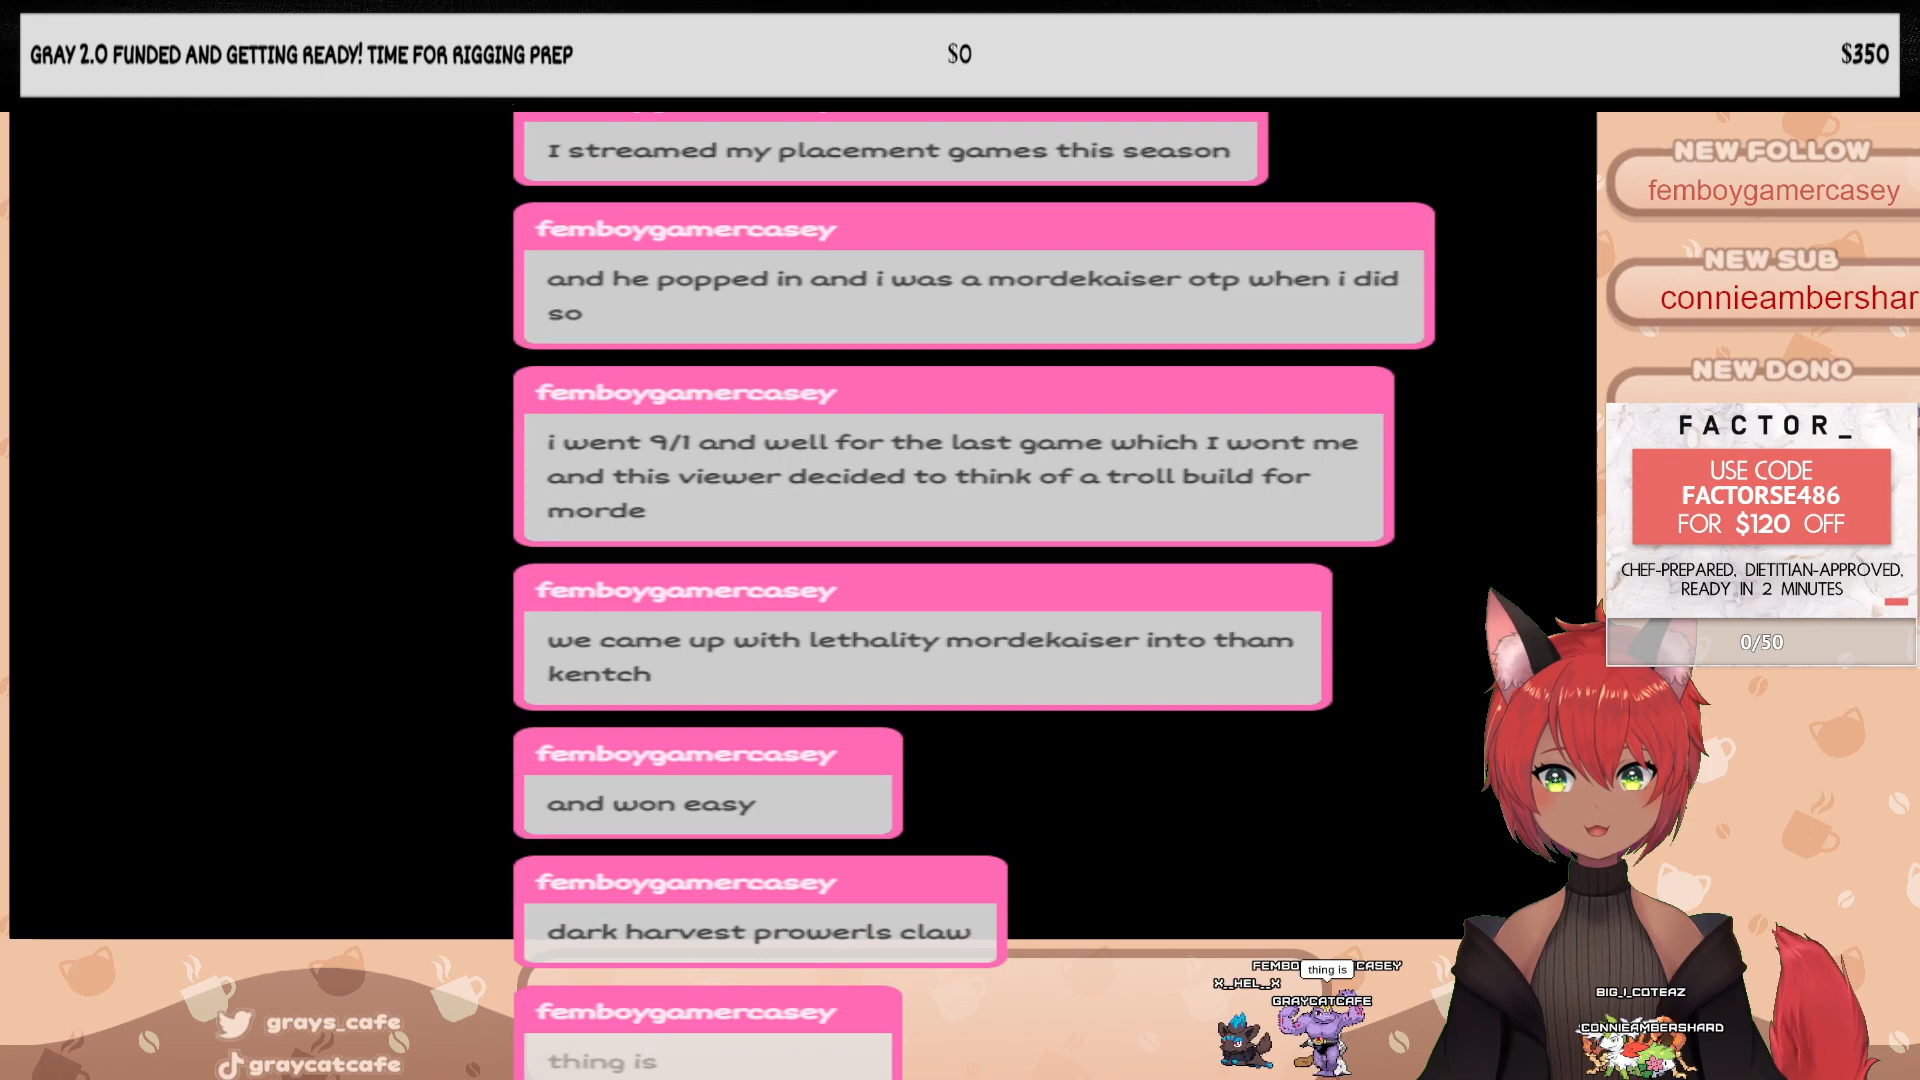 GRAY 2.0 FUNDED AND GETTING READY! TIME FOR RIGGING PREP
$0
$350
I streamed my placement games this season
femboygamercasey
and he popped in and i was a mordekaiser otp when i did
so
femboygamercasey
i went 9/1 and well for the last game which I wont me
and this viewer decided to think of a troll build for
morde
femboygamercasey
we came up with lethality mordekaiser into tham
kentch
femboygamercasey
and won easy
femboygamercasey
dark harvest prowerls claw
femboygamercasey
thing is
NEW FOLLOW
femboygamercasey
NEW SUB
connieambershar
NEW DONO
FACTOR_
USE CODE
FACTORSE486
FOR $120 OFF
CHEF-PREPARED, DIETITIAN-APPROVED,
READY IN 2 MINUTES
0/50
grays_cafe
graycatcafe
FEMBO CASEY
thing is
X_HEL_X
GRAYCATCAFE
BIG_I_COTEAZ
CONNIEAMBERSHARD